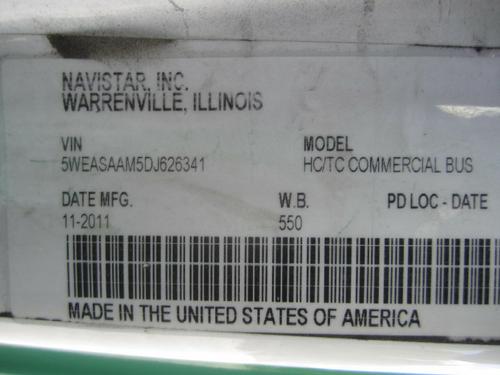 NAVISTAR, INC.
WARRENVILLE, ILLINOIS
VIN MODEL
5WEASAAM5DJ626341 HC/TC COMMERCIAL BUS
DATE MFG. W.B. PD LOC - DATE
11-2011 550
MADE IN THE UNITED STATES OF AMERICA